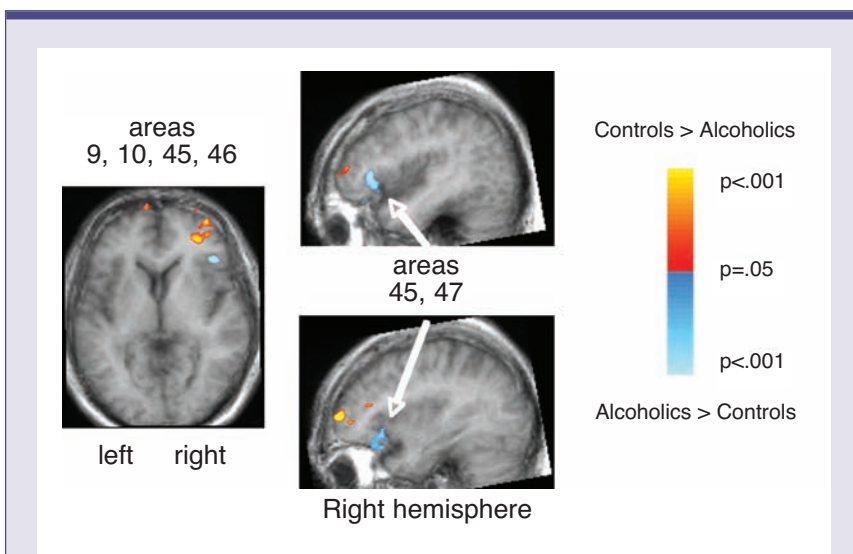 areas
9, 10, 45, 46
left right
areas
45, 47
Right hemisphere
Controls > Alcoholics
p<.001
p=.05
p<.001
Alcoholics > Controls